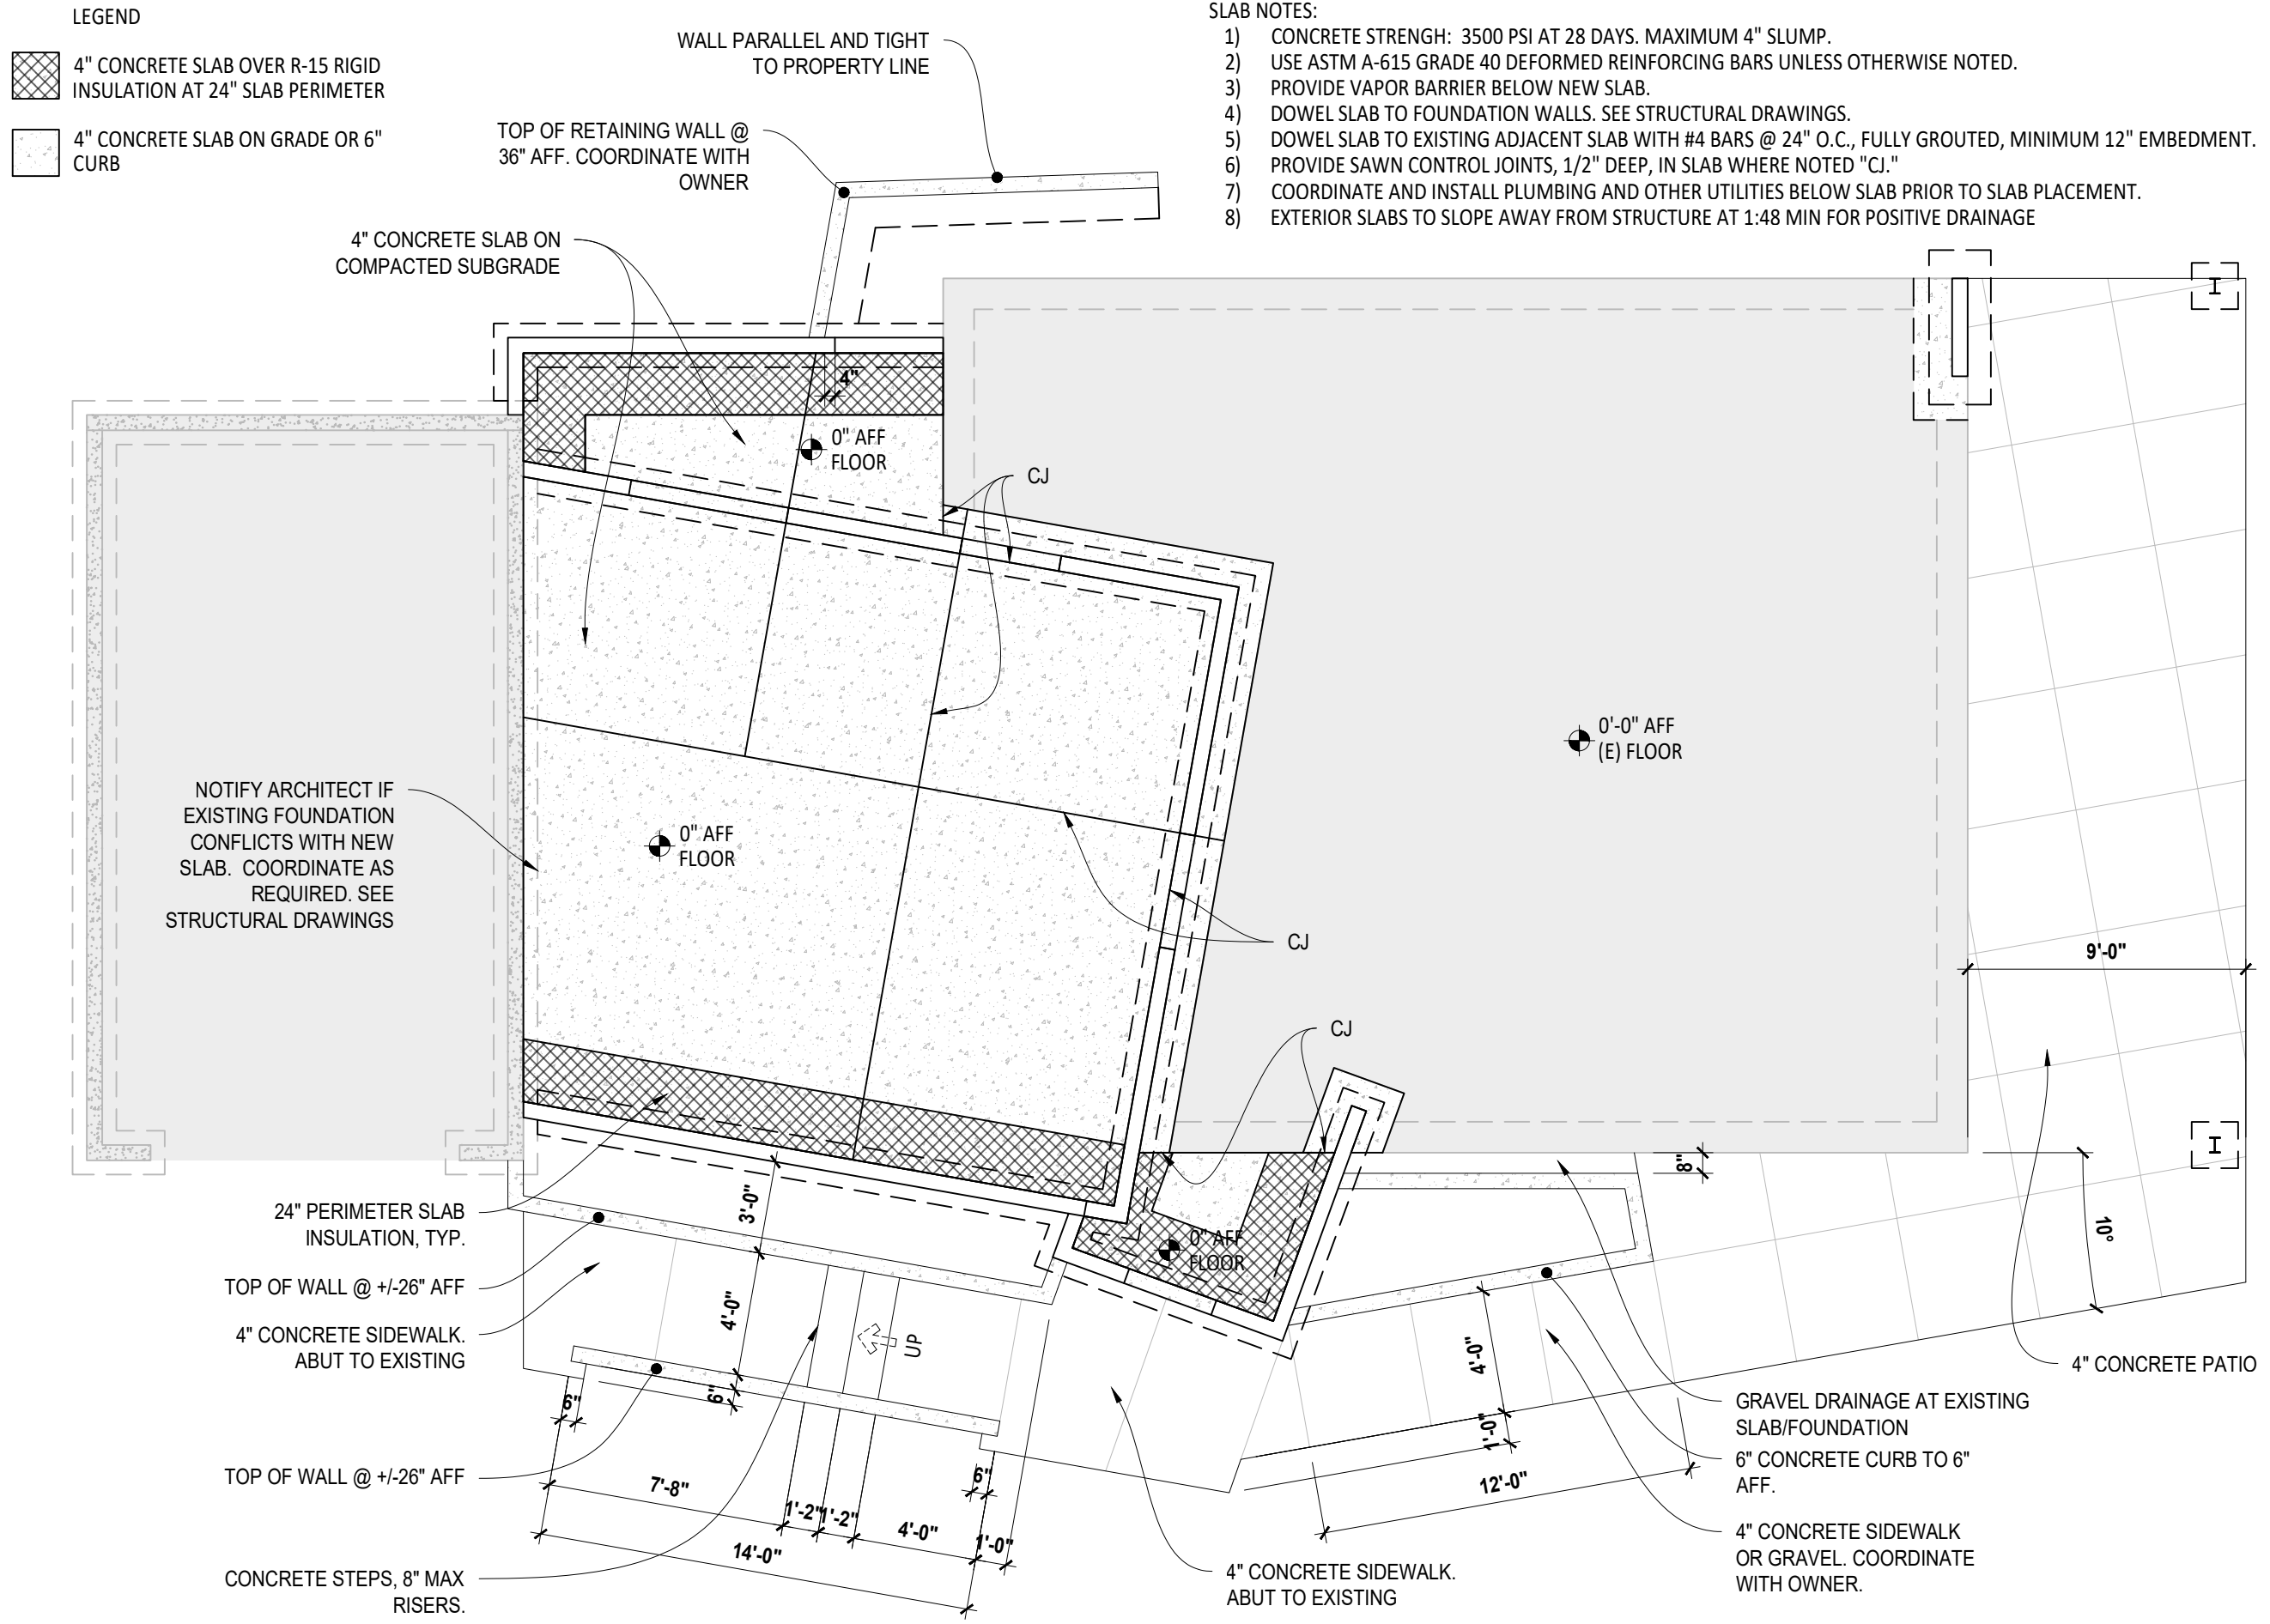 LEGEND
4" CONCRETE SLAB OVER R-15 RIGID
INSULATION AT 24" SLAB PERIMETER
4" CONCRETE SLAB ON GRADE OR 6"
CURB
SLAB NOTES:
1) CONCRETE STRENGH: 3500 PSI AT 28 DAYS. MAXIMUM 4" SLUMP.
2) USE ASTM A-615 GRADE 40 DEFORMED REINFORCING BARS UNLESS OTHERWISE NOTED.
3) PROVIDE VAPOR BARRIER BELOW NEW SLAB.
4) DOWEL SLAB TO FOUNDATION WALLS. SEE STRUCTURAL DRAWINGS.
5) DOWEL SLAB TO EXISTING ADJACENT SLAB WITH #4 BARS @ 24" O.C., FULLY GROUTED, MINIMUM 12" EMBEDMENT.
6) PROVIDE SAWN CONTROL JOINTS, 1/2" DEEP, IN SLAB WHERE NOTED "CJ."
7) COORDINATE AND INSTALL PLUMBING AND OTHER UTILITIES BELOW SLAB PRIOR TO SLAB PLACEMENT.
8) EXTERIOR SLABS TO SLOPE AWAY FROM STRUCTURE AT 1:48 MIN FOR POSITIVE DRAINAGE
WALL PARALLEL AND TIGHT
TO PROPERTY LINE
TOP OF RETAINING WALL @
36" AFF. COORDINATE WITH
OWNER
4" CONCRETE SLAB ON
COMPACTED SUBGRADE
4"
0" AFF
FLOOR
CJ
0'-0" AFF
(E) FLOOR
NOTIFY ARCHITECT IF
EXISTING FOUNDATION
CONFLICTS WITH NEW
SLAB. COORDINATE AS
REQUIRED. SEE
STRUCTURAL DRAWINGS
0" AFF
FLOOR
CJ
9'-0"
CJ
8"
10°
24" PERIMETER SLAB
INSULATION, TYP.
3'-0"
0" AFF
FLOOR
TOP OF WALL @ +/-26" AFF
4" CONCRETE SIDEWALK.
ABUT TO EXISTING
4'-0"
UP
4'-0"
4" CONCRETE PATIO
6"
6"
1'-0"
GRAVEL DRAINAGE AT EXISTING
SLAB/FOUNDATION
6" CONCRETE CURB TO 6"
AFF.
TOP OF WALL @ +/-26" AFF
7'-8"
1'-2"
1'-2"
4'-0"
6"
1'-0"
14'-0"
12'-0"
CONCRETE STEPS, 8" MAX
RISERS.
4" CONCRETE SIDEWALK.
ABUT TO EXISTING
4" CONCRETE SIDEWALK
OR GRAVEL. COORDINATE
WITH OWNER.